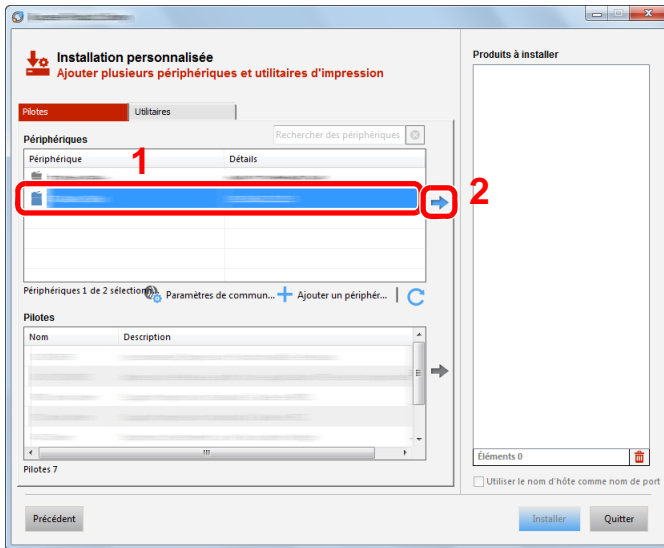 Installation personnalisée
Ajouter plusieurs périphériques et utilitaires d'impression
Produits à installer
Pilotes
Utilitaires
Périphériques
Rechercher des périphériques
Périphérique
Détails
1
2
Périphériques 1 de 2 sélectionn...
Paramètres de commun...
Ajouter un périphér...
Pilotes
Nom
Description
Pilotes 7
Éléments 0
Utiliser le nom d'hôte comme nom de port
Précédent
Installer
Quitter